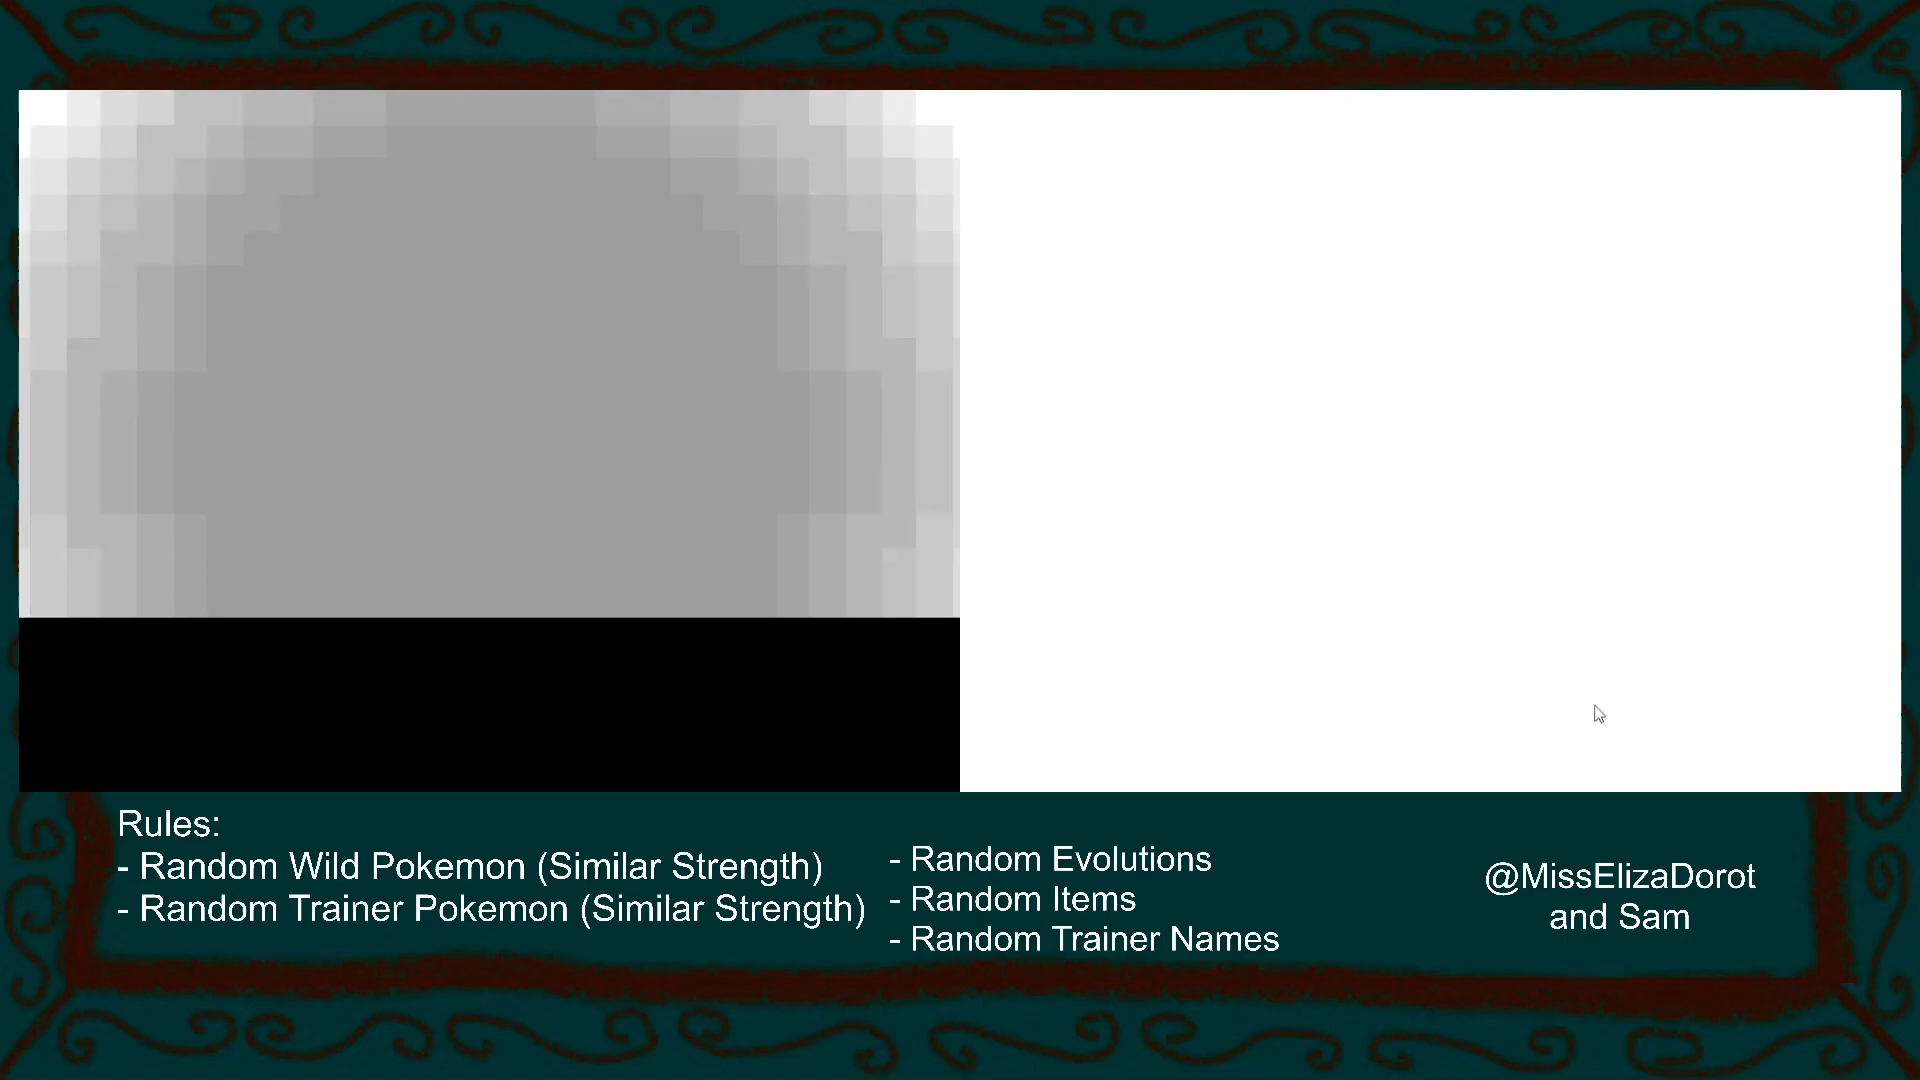 Rules:
- Random Wild Pokemon (Similar Strength)
- Random Trainer Pokemon (Similar Strength)
- Random Evolutions
- Random Items
- Random Trainer Names
@MissElizaDorot
and Sam